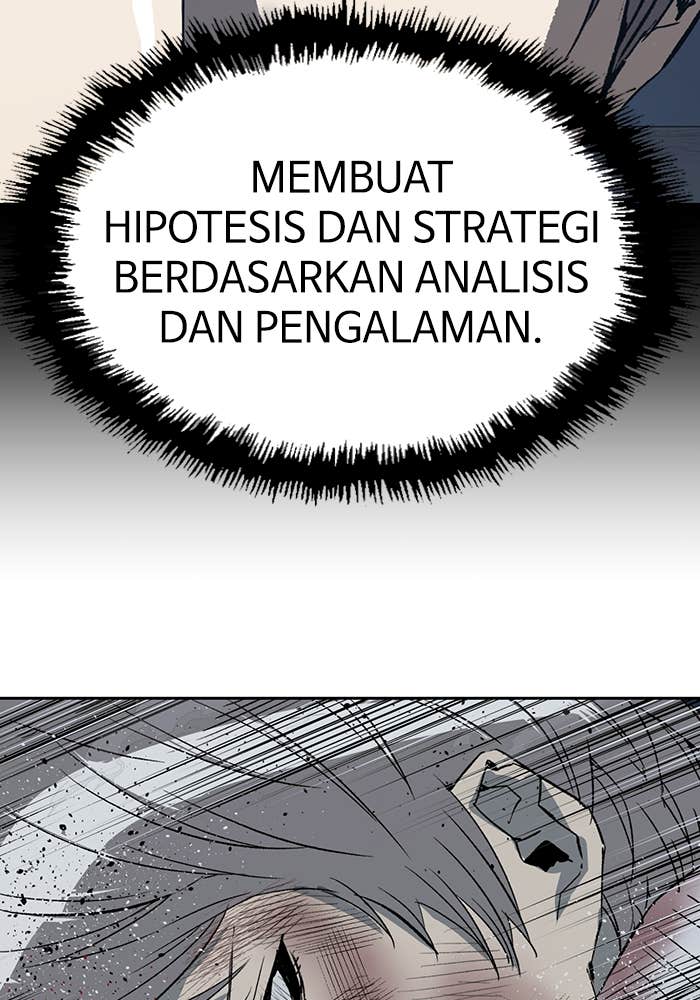 MEMBUAT
HIPOTESIS DAN STRATEGI
BERDASARKAN ANALISIS
DAN PENGALAMAN.